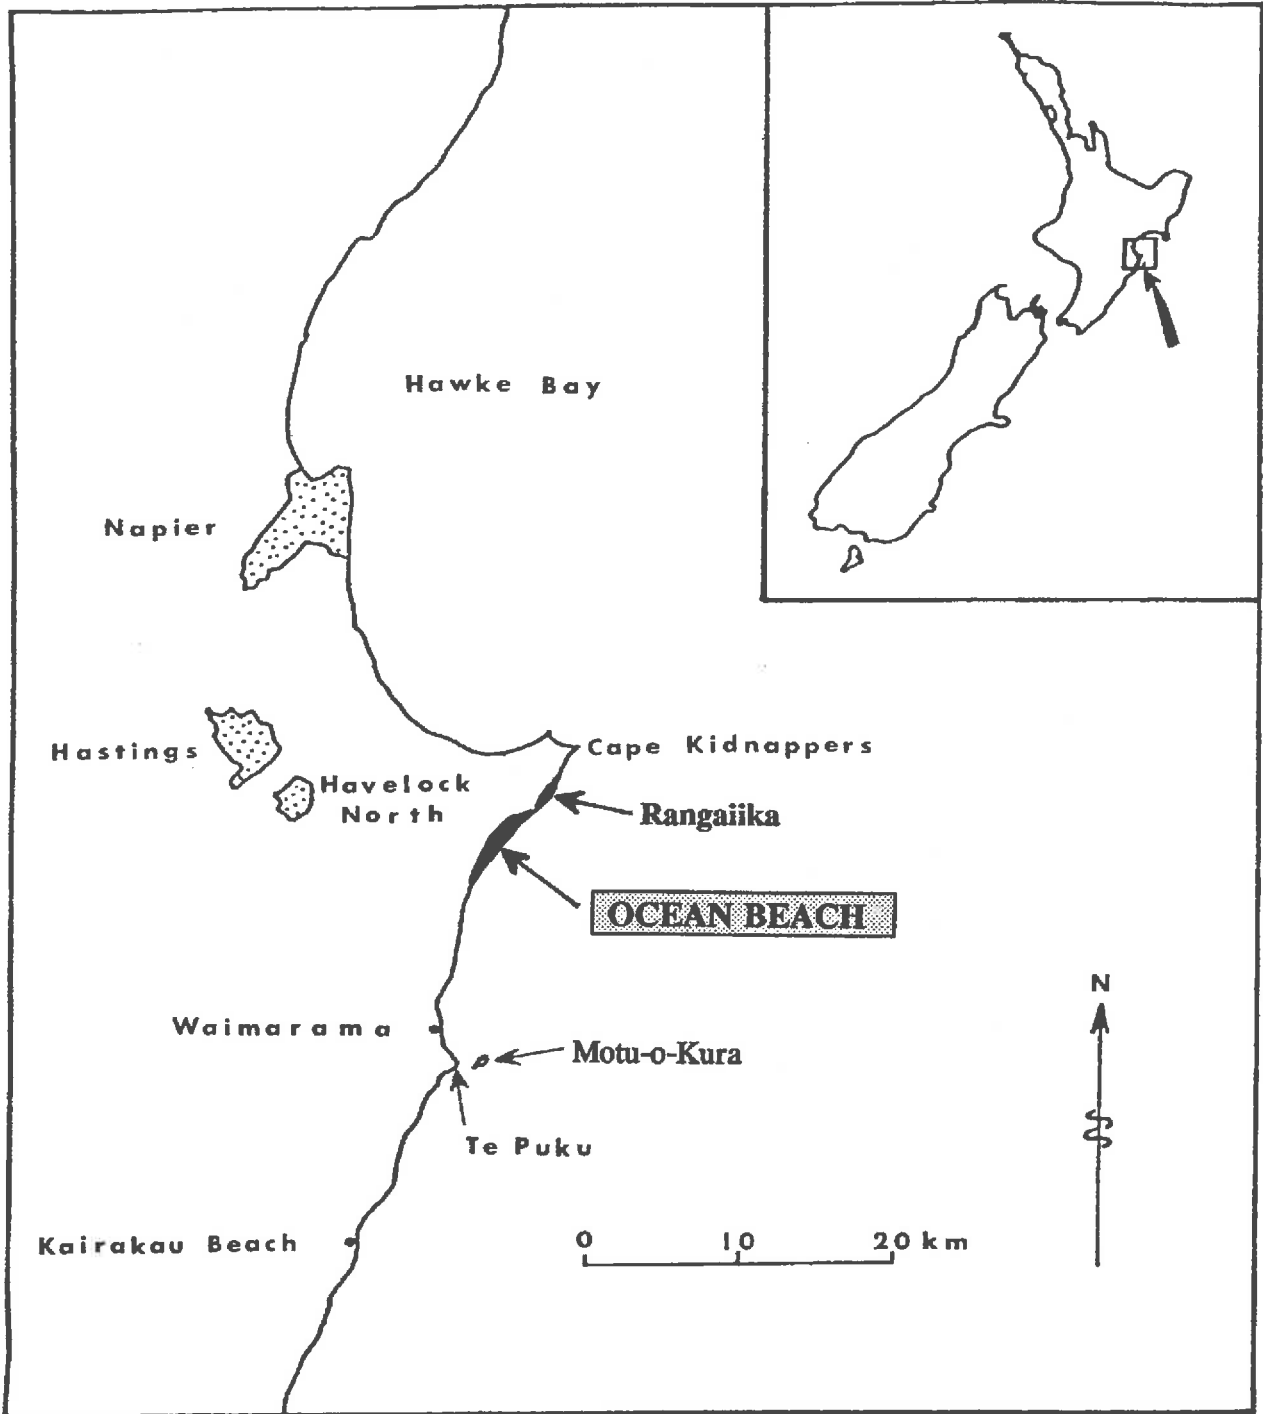 Hawke Bay
Napier
Hastings
Cape Kidnappers
Havelock
North
Rangaiika
OCEAN BEACH
N
Waimarama
Motu-o-Kura
Te Puku
Kairakau Beach
0 10 20 km